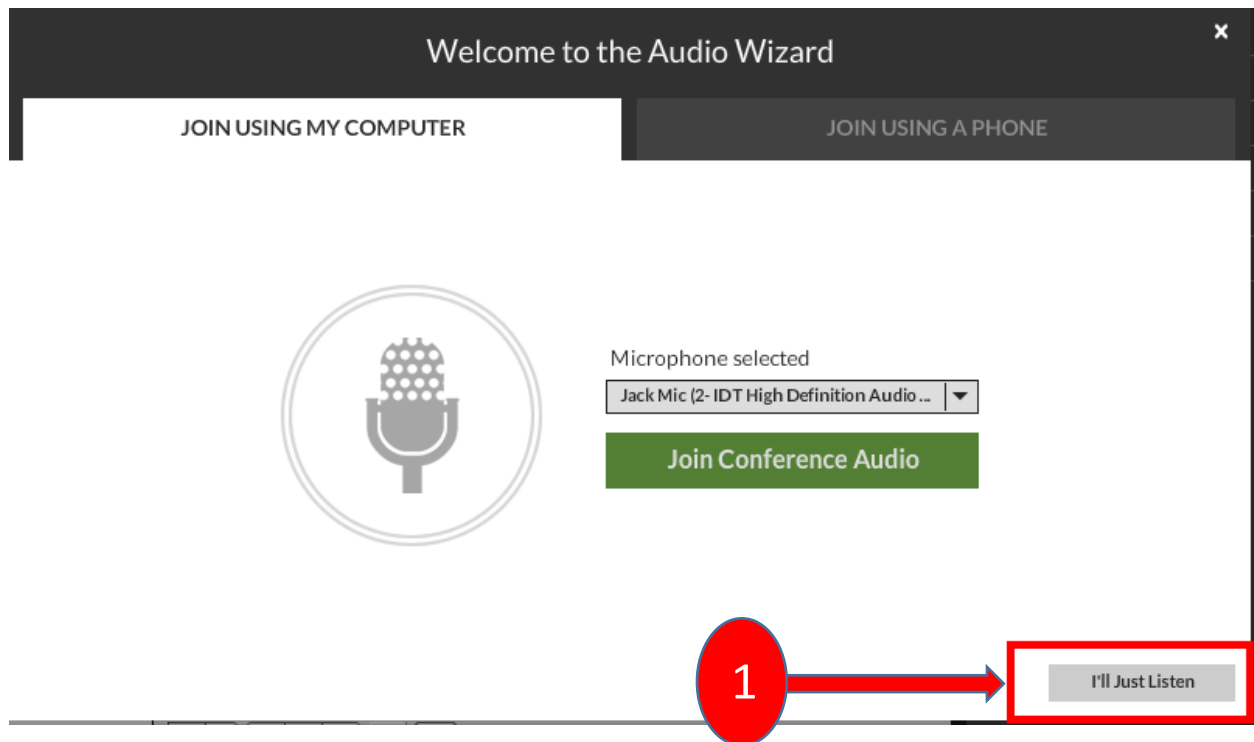 Welcome to the Audio Wizard
×
JOIN USING MY COMPUTER
JOIN USING A PHONE
Microphone selected
Jack Mic (2- IDT High Definition Audio ...
Join Conference Audio
1
I'll Just Listen